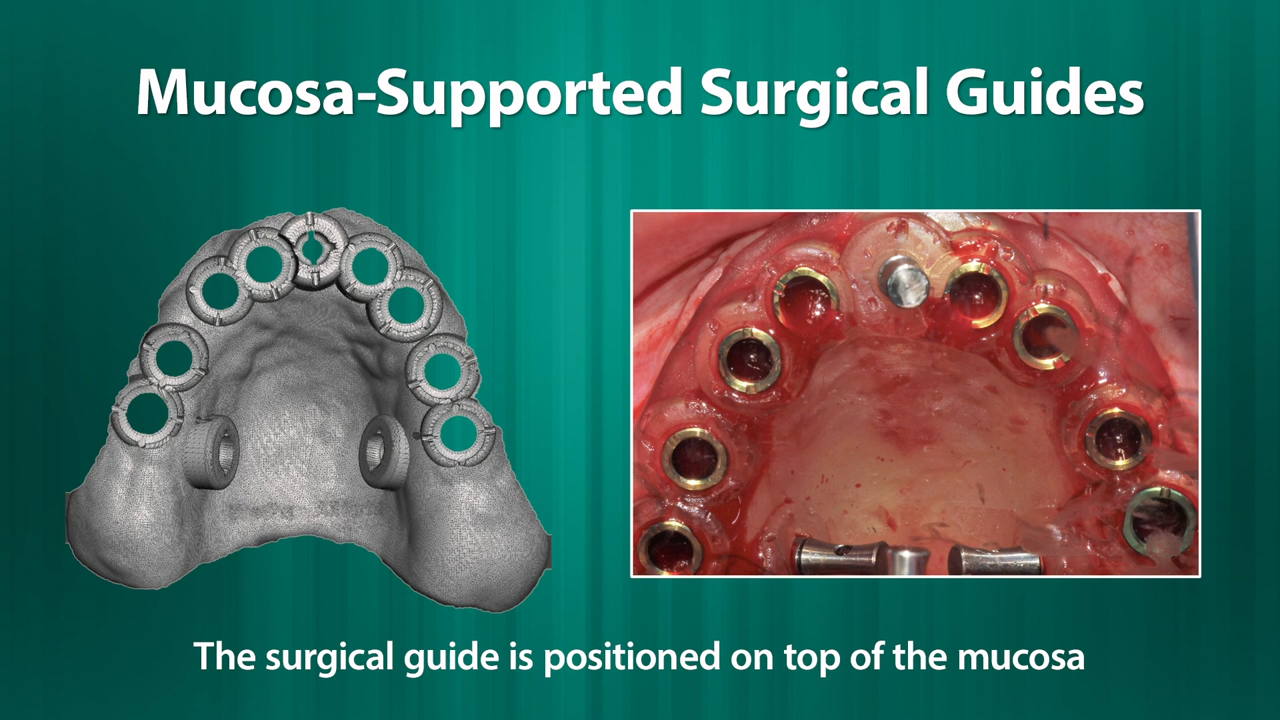 Mucosa-Supported Surgical Guides
The surgical guide is positioned on top of the mucosa